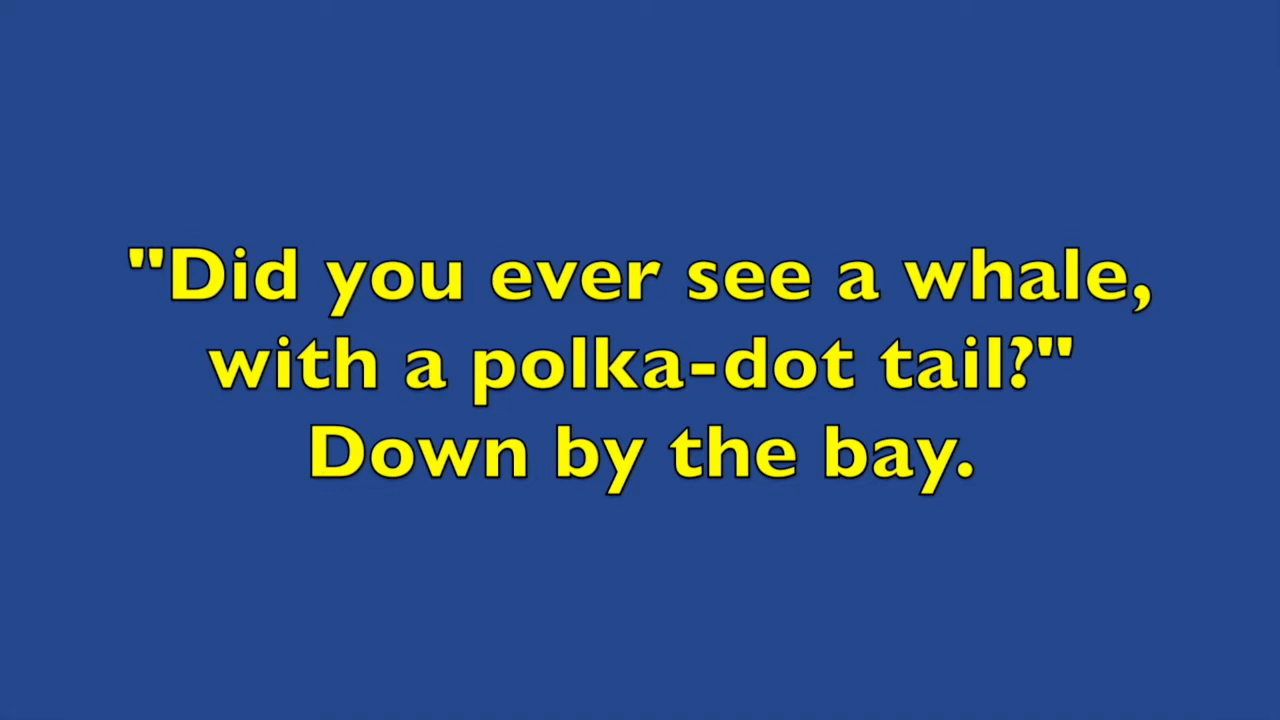 "Did you ever see a whale,
with a polka-dot tail?"
Down by the bay.